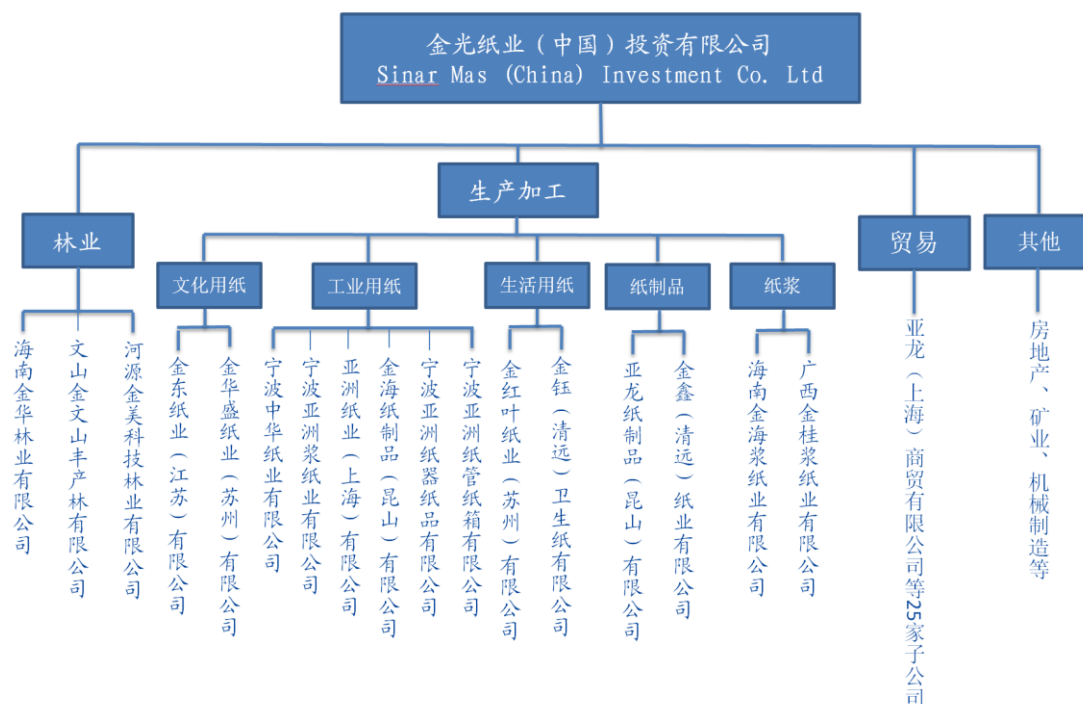 金光纸业（中国）投资有限公司
Sinar Mas (China) Investment Co. Ltd
生产加工
林业
贸易
其他
文化用纸
工业用纸
生活用纸
纸制品
纸浆
海南金华林业有限公司
文山金文山丰产林有限公司
河源金美科技林业有限公司
金东纸业（江苏）有限公司
金华盛纸业（苏州）有限公司
宁波中华纸业有限公司
宁波亚洲浆纸业有限公司
亚洲纸业（上海）有限公司
金海纸制品（昆山）有限公司
宁波亚洲纸器纸品有限公司
宁波亚洲纸管纸箱有限公司
金红叶纸业（苏州）有限公司
金钰（清远）卫生纸有限公司
亚龙纸制品（昆山）有限公司
金鑫（清远）纸业有限公司
海南金海浆纸业有限公司
广西金桂浆纸业有限公司
亚龙（上海）商贸有限公司等25家子公司
房地产、矿业、机械制造等